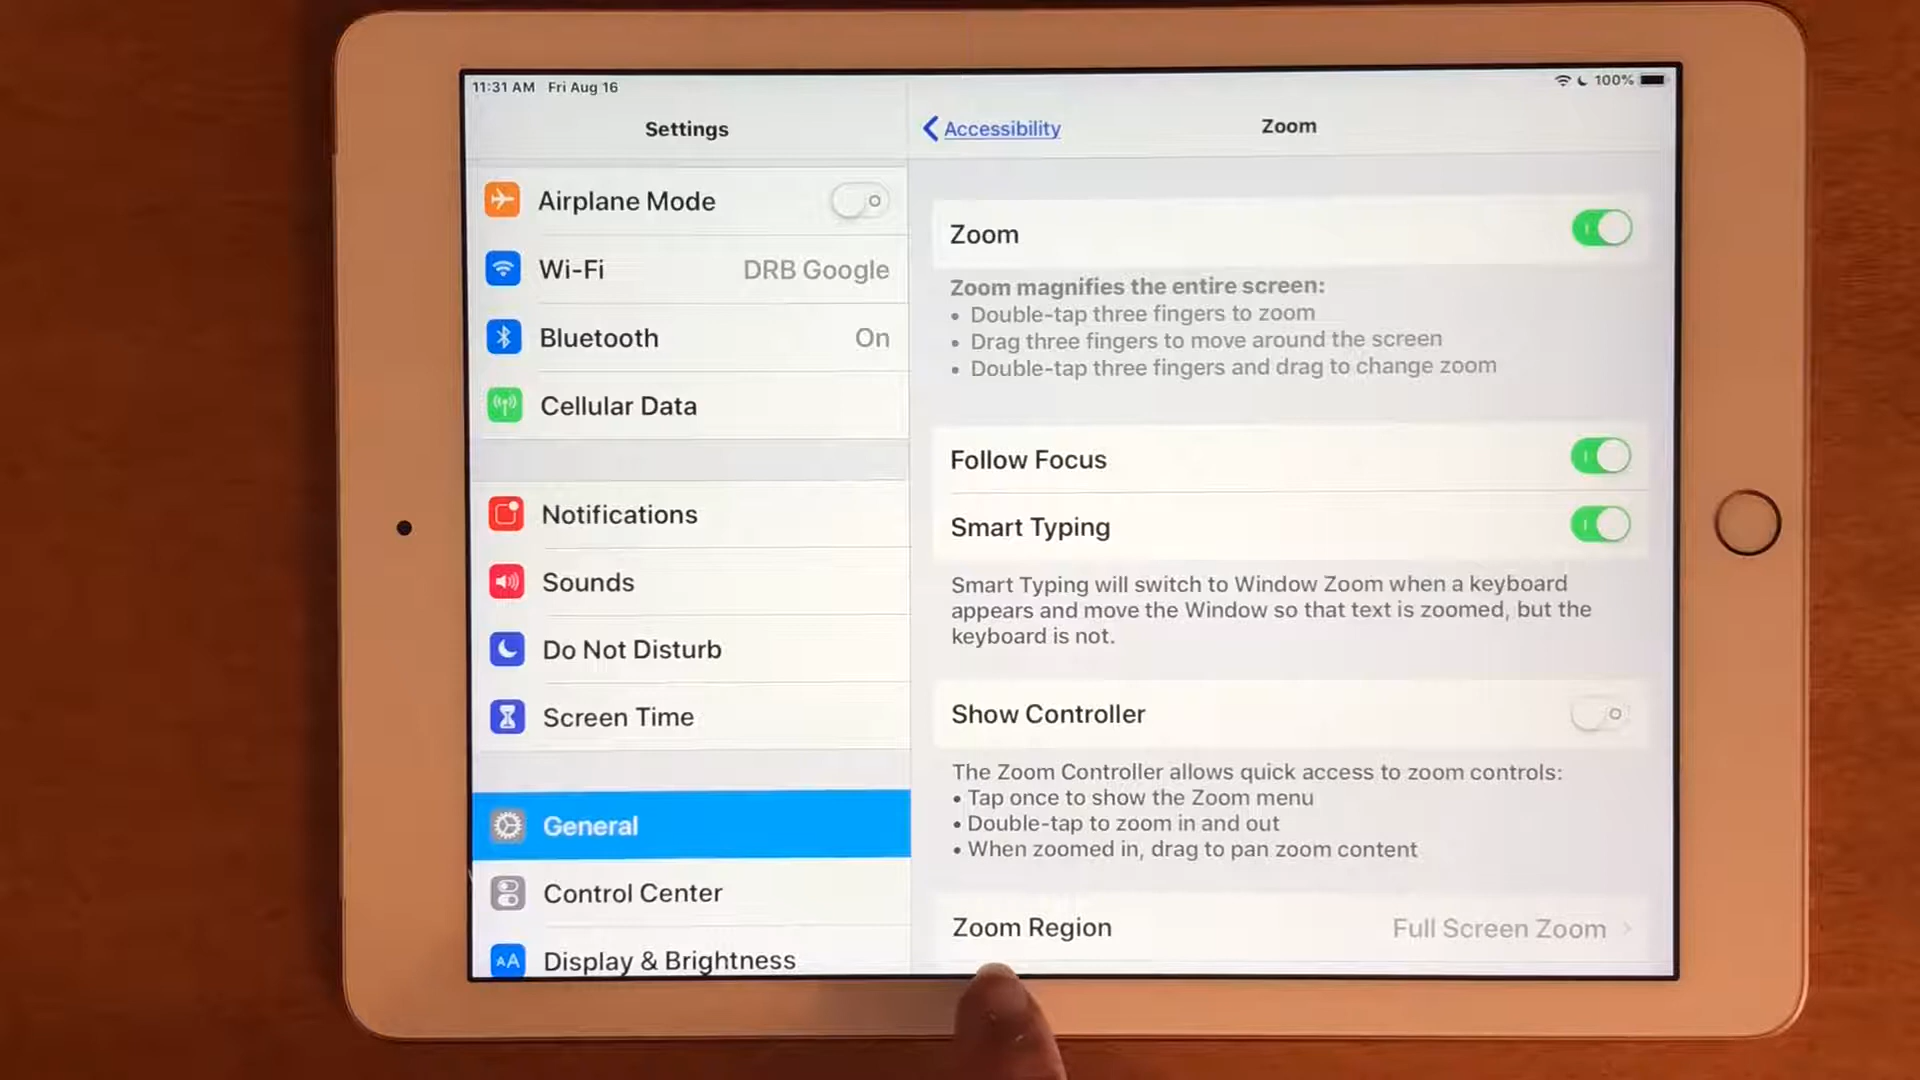 11:31 AM Fri Aug 16
100%
Settings
Airplane Mode
Wi-Fi DRB Google
Bluetooth On
Cellular Data
Notifications
Sounds
Do Not Disturb
Screen Time
General
Control Center
AA Display & Brightness
Accessibility
Zoom
Zoom
Zoom magnifies the entire screen:
• Double-tap three fingers to zoom
• Drag three fingers to move around the screen
• Double-tap three fingers and drag to change zoom
Follow Focus
Smart Typing
Smart Typing will switch to Window Zoom when a keyboard
appears and move the Window so that text is zoomed, but the
keyboard is not.
Show Controller
The Zoom Controller allows quick access to zoom controls:
• Tap once to show the Zoom menu
• Double-tap to zoom in and out
• When zoomed in, drag to pan zoom content
Zoom Region Full Screen Zoom